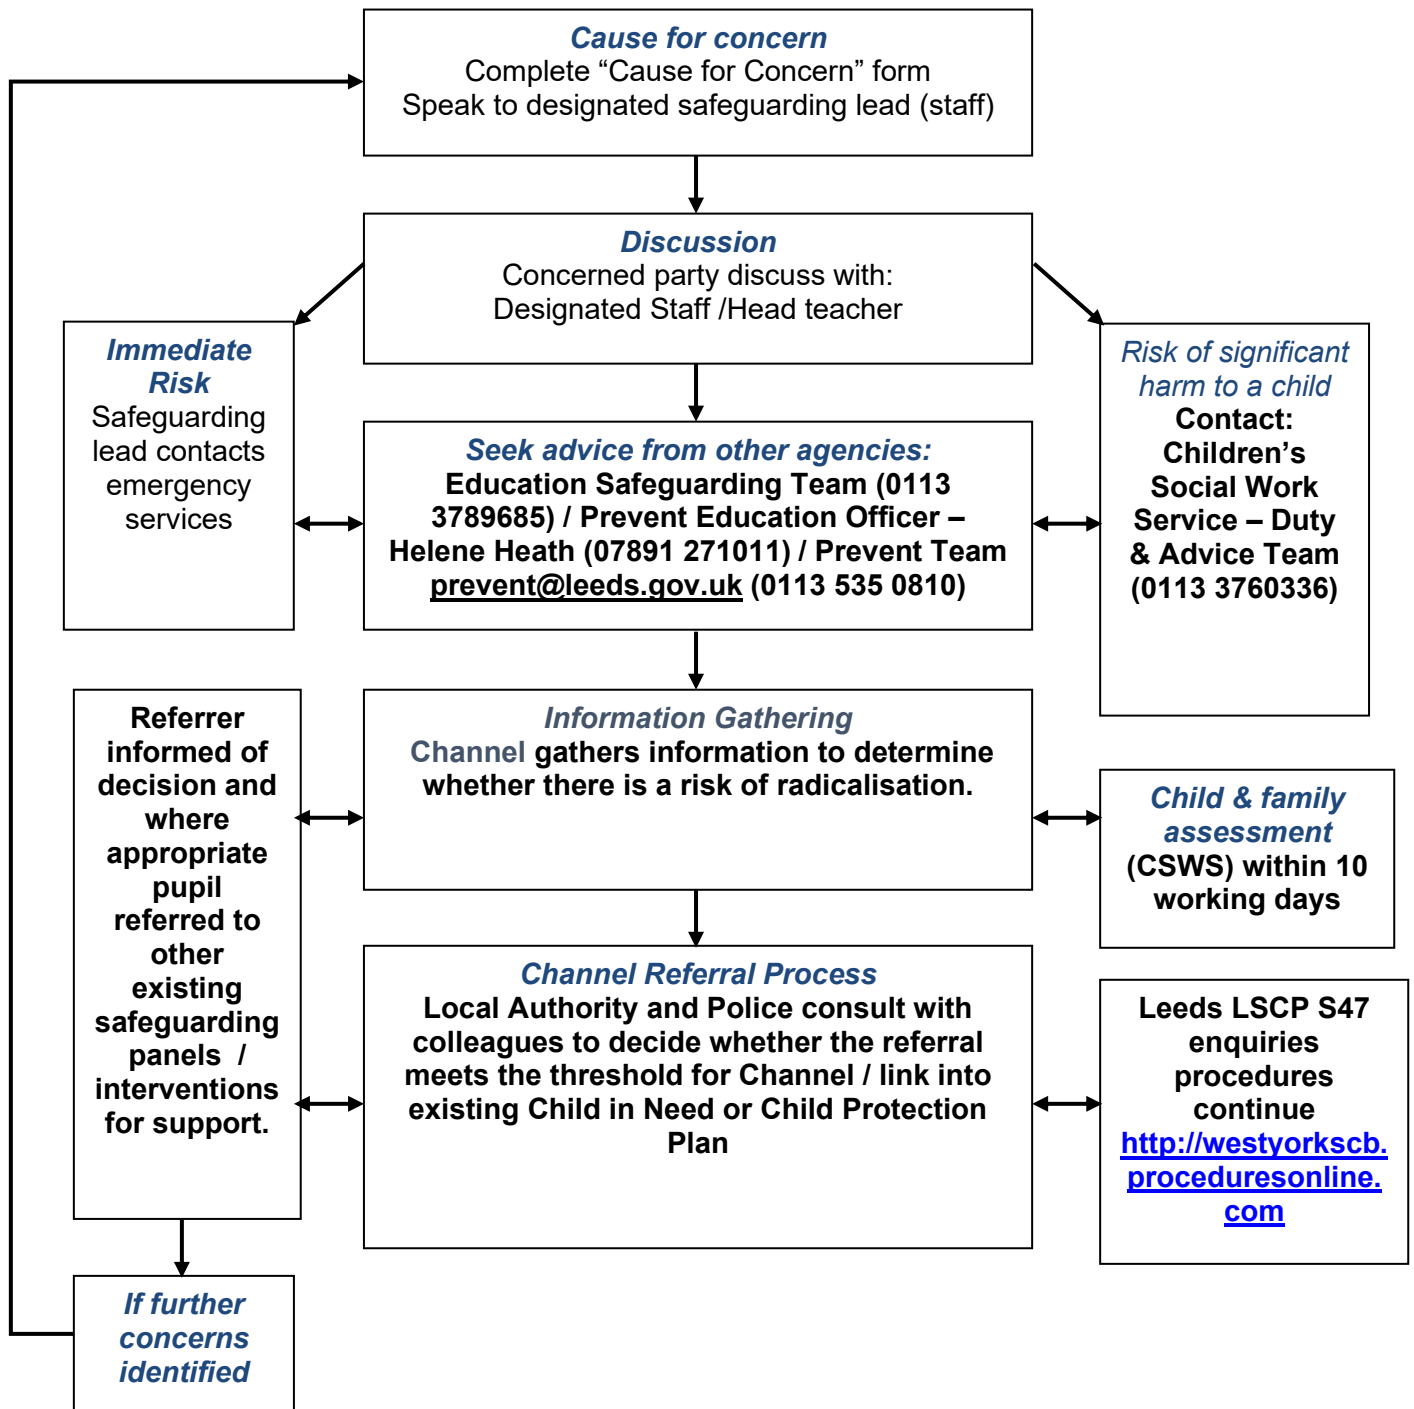 Cause for concern
Complete “Cause for Concern” form
Speak to designated safeguarding lead (staff)
Discussion
Concerned party discuss with:
Designated Staff /Head teacher
Immediate
Risk
Safeguarding
lead contacts
emergency
services
Risk of significant
harm to a child
Contact:
Children’s
Social Work
Service – Duty
& Advice Team
(0113 3760336)
Seek advice from other agencies:
Education Safeguarding Team (0113
3789685) / Prevent Education Officer –
Helene Heath (07891 271011) / Prevent Team
prevent@leeds.gov.uk (0113 535 0810)
Referrer
informed of
decision and
where
appropriate
pupil
referred to
other
existing
safeguarding
panels /
interventions
for support.
Information Gathering
Channel gathers information to determine
whether there is a risk of radicalisation.
Child & family
assessment
(CSWS) within 10
working days
Channel Referral Process
Local Authority and Police consult with
colleagues to decide whether the referral
meets the threshold for Channel / link into
existing Child in Need or Child Protection
Plan
Leeds LSCP S47
enquiries
procedures
continue
http://westyorkscb.
proceduresonline.
com
If further
concerns
identified